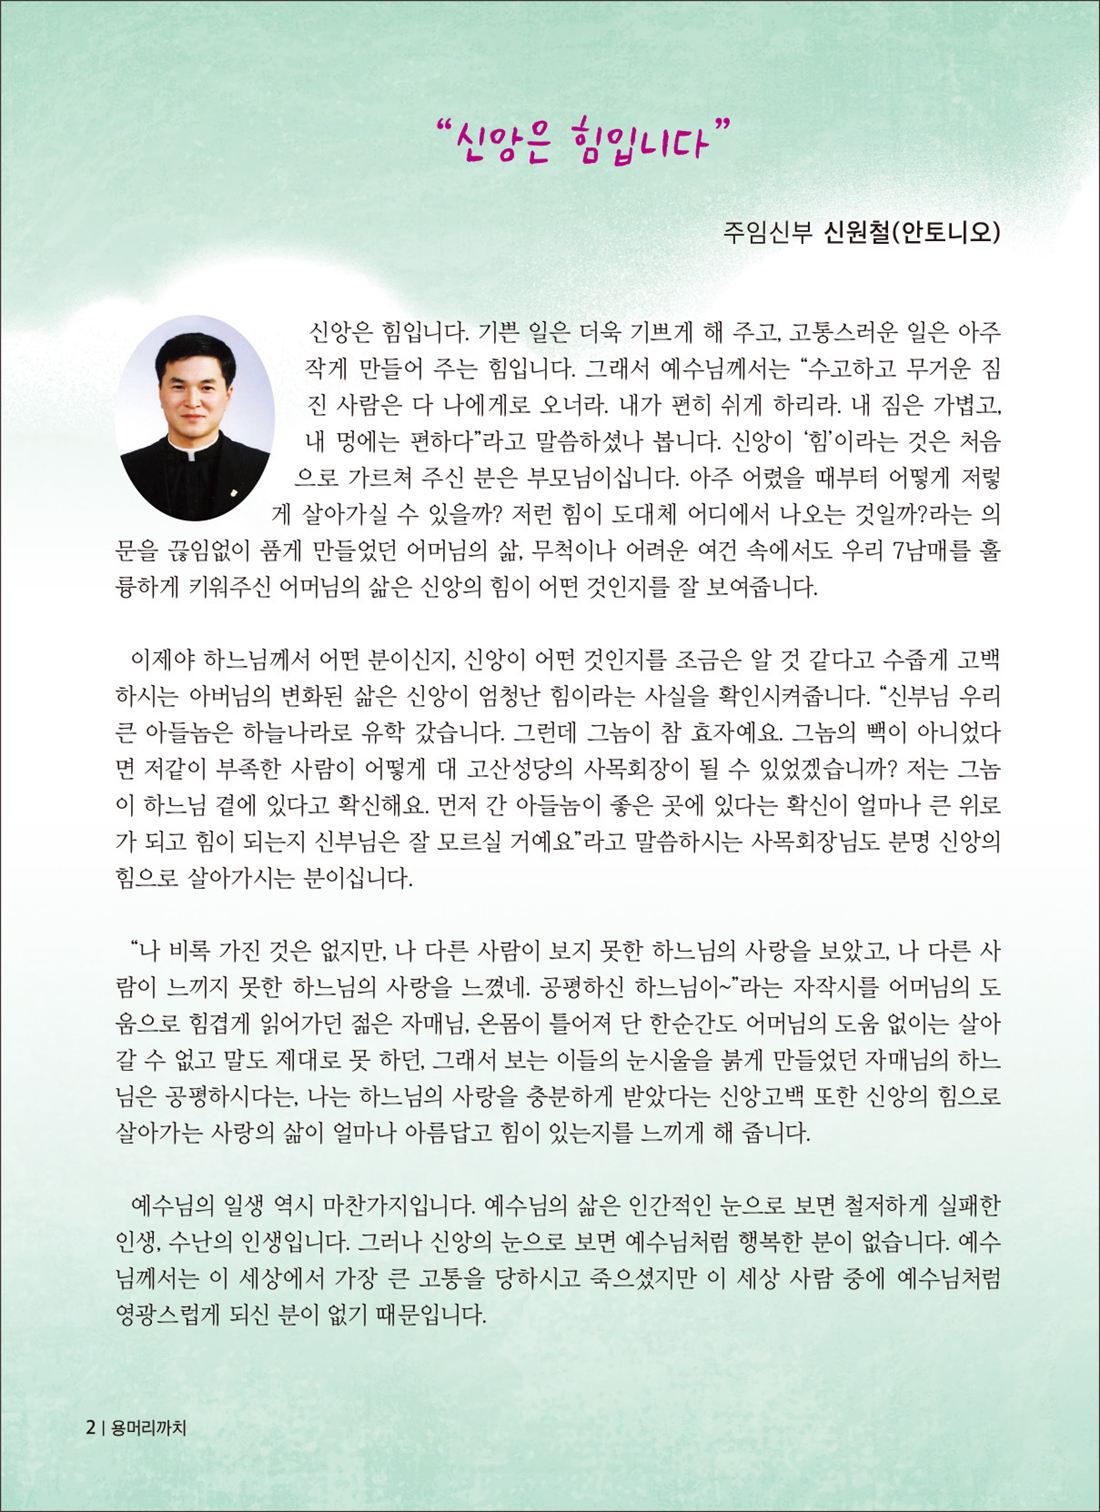 “신앙은 힘입니다”
주임신부 신원철(안토니오)
신앙은 힘입니다. 기쁜 일은 더욱 기쁘게 해 주고, 고통스러운 일은 아주
작게 만들어 주는 힘입니다. 그래서 예수님께서는 “수고하고 무거운 짐
진 사람은 다 나에게로 오너라. 내가 편히 쉬게 하리라. 내 짐은 가볍고,
내 멍에는 편하다”라고 말씀하셨나 봅니다. 신앙이 ‘힘’이라는 것은 처음
으로 가르쳐 주신 분은 부모님이십니다. 아주 어렸을 때부터 어떻게 저렇
게 살아가실 수 있을까? 저런 힘이 도대체 어디에서 나오는 것일까?라는 의
문을 끊임없이 품게 만들었던 어머님의 삶, 무척이나 어려운 여건 속에서도 우리 7남매를 훌
륭하게 키워주신 어머님의 삶은 신앙의 힘이 어떤 것인지를 잘 보여줍니다.
이제야 하느님께서 어떤 분이신지, 신앙이 어떤 것인지를 조금은 알 것 같다고 수줍게 고백
하시는 아버님의 변화된 삶은 신앙이 엄청난 힘이라는 사실을 확인시켜줍니다. “신부님 우리
큰 아들놈은 하늘나라로 유학 갔습니다. 그런데 그놈이 참 효자예요. 그놈의 빽이 아니었다
면 저같이 부족한 사람이 어떻게 대 고산성당의 사목회장이 될 수 있었겠습니까? 저는 그놈
이 하느님 곁에 있다고 확신해요. 먼저 간 아들놈이 좋은 곳에 있다는 확신이 얼마나 큰 위로
가 되고 힘이 되는지 신부님은 잘 모르실 거예요”라고 말씀하시는 사목회장님도 분명 신앙의
힘으로 살아가시는 분이십니다.
“나 비록 가진 것은 없지만, 나 다른 사람이 보지 못한 하느님의 사랑을 보았고, 나 다른 사
람이 느끼지 못한 하느님의 사랑을 느꼈네. 공평하신 하느님이~”라는 자작시를 어머님의 도
움으로 힘겹게 읽어가던 젊은 자매님, 온몸이 틀어져 단 한순간도 어머님의 도움 없이는 살아
갈 수 없고 말도 제대로 못 하던, 그래서 보는 이들의 눈시울을 붉게 만들었던 자매님의 하느
님은 공평하시다는, 나는 하느님의 사랑을 충분하게 받았다는 신앙고백 또한 신앙의 힘으로
살아가는 사랑의 삶이 얼마나 아름답고 힘이 있는지를 느끼게 해 줍니다.
예수님의 일생 역시 마찬가지입니다. 예수님의 삶은 인간적인 눈으로 보면 철저하게 실패한
인생, 수난의 인생입니다. 그러나 신앙의 눈으로 보면 예수님처럼 행복한 분이 없습니다. 예수
님께서는 이 세상에서 가장 큰 고통을 당하시고 죽으셨지만 이 세상 사람 중에 예수님처럼
영광스럽게 되신 분이 없기 때문입니다.
2 | 용머리까치